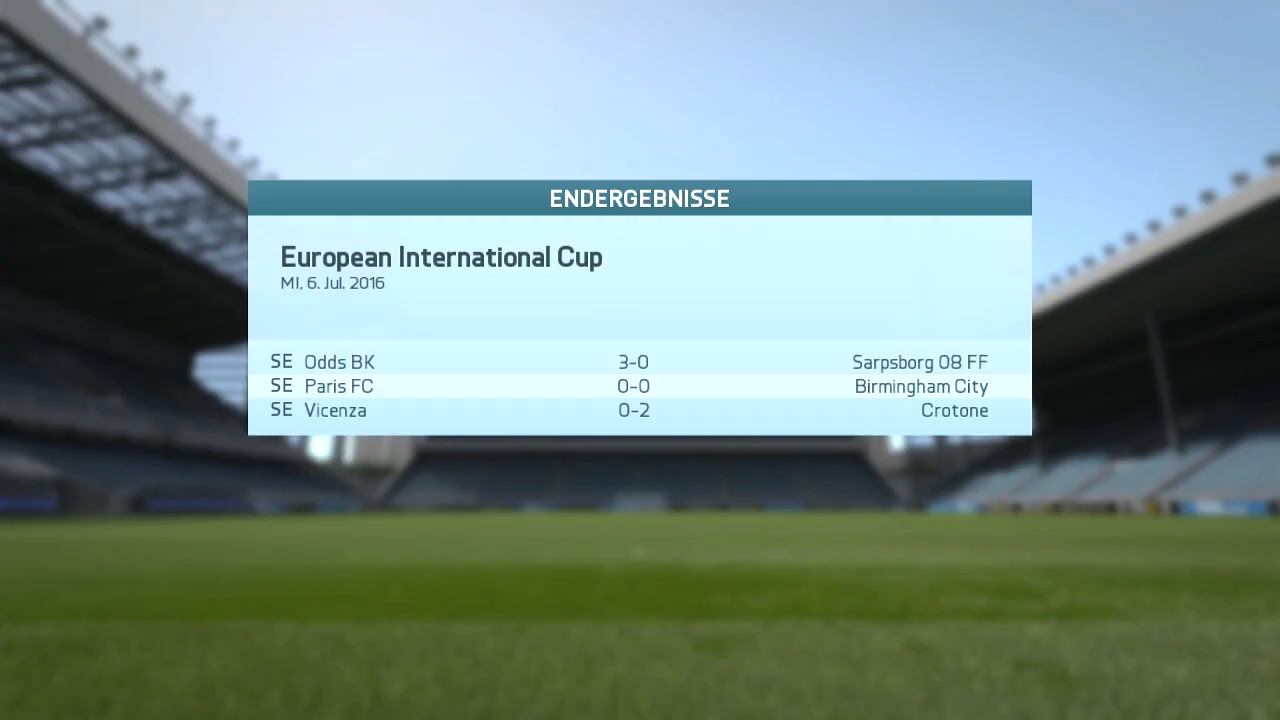 ENDERGEBNISSE
European International Cup
MI, 6. Jul. 2016
SE Odds BK 3-0 Sarpsborg 08 FF
SE Paris FC 0-0 Birmingham City
SE Vicenza 0-2 Crotone